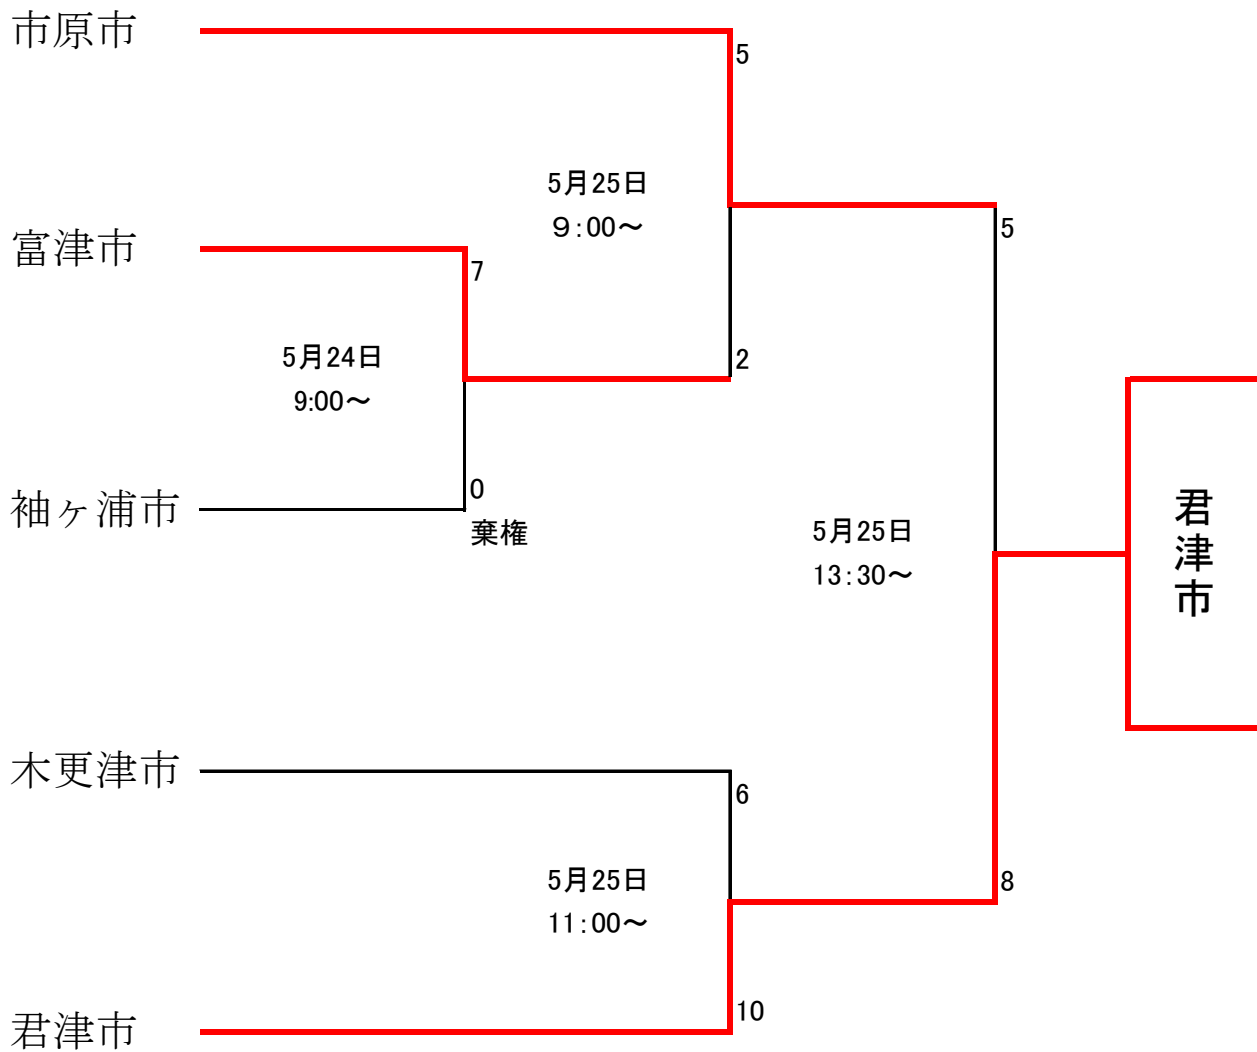 市原市
5
5月25日
９:00～
富津市
7
5
5月24日
9:00～
2
袖ヶ浦市
0
棄権
5月25日
13:30～
君津市
木更津市
6
5月25日
11:00～
8
君津市
10